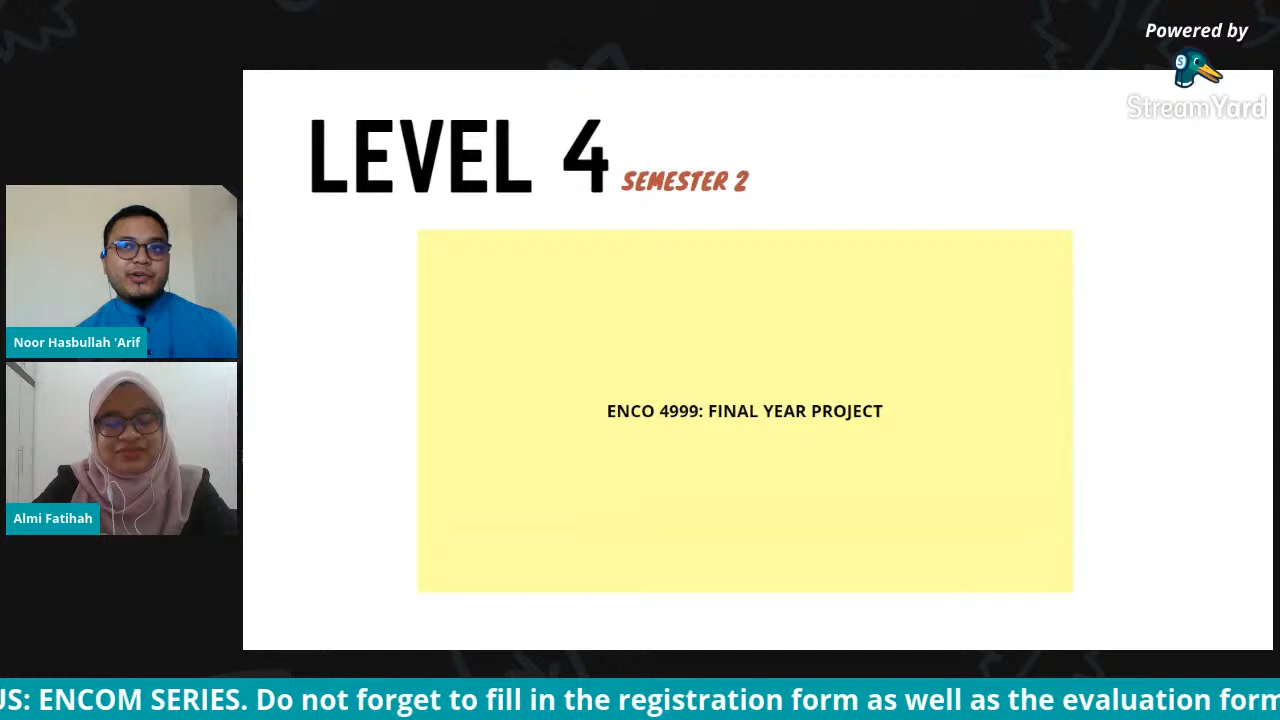 Powered by
StreamYard
LEVEL 4 SEMESTER 2
ENCO 4999: FINAL YEAR PROJECT
Noor Hasbullah 'Arif
Almi Fatihah
US: ENCOM SERIES. Do not forget to fill in the registration form as well as the evaluation form